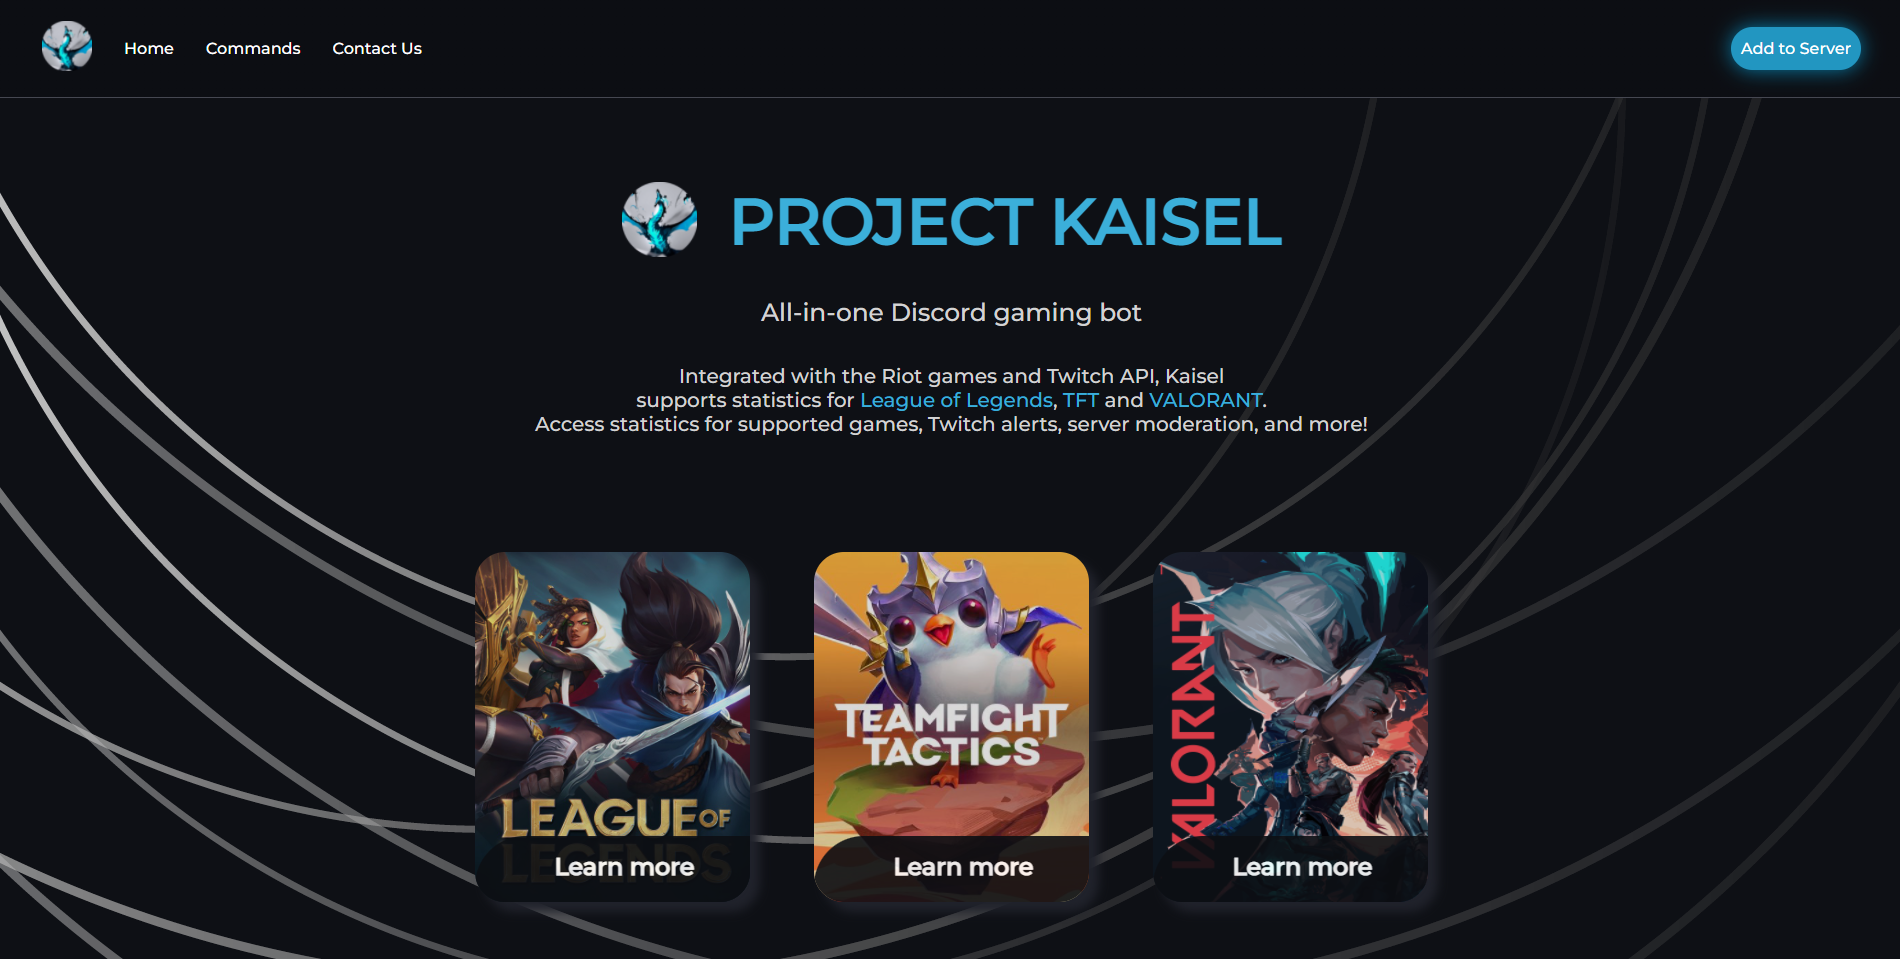 Home
Commands
Contact Us
Add to Server
PROJECT KAISEL
All-in-one Discord gaming bot
Integrated with the Riot games and Twitch API, Kaisel
supports statistics for League of Legends, TFT and VALORANT.
Access statistics for supported games, Twitch alerts, server moderation, and more!
LEAGUE OF
LEGENDS
Learn more
TEAMFIGHT
TACTICS
Learn more
VALORANT
Learn more